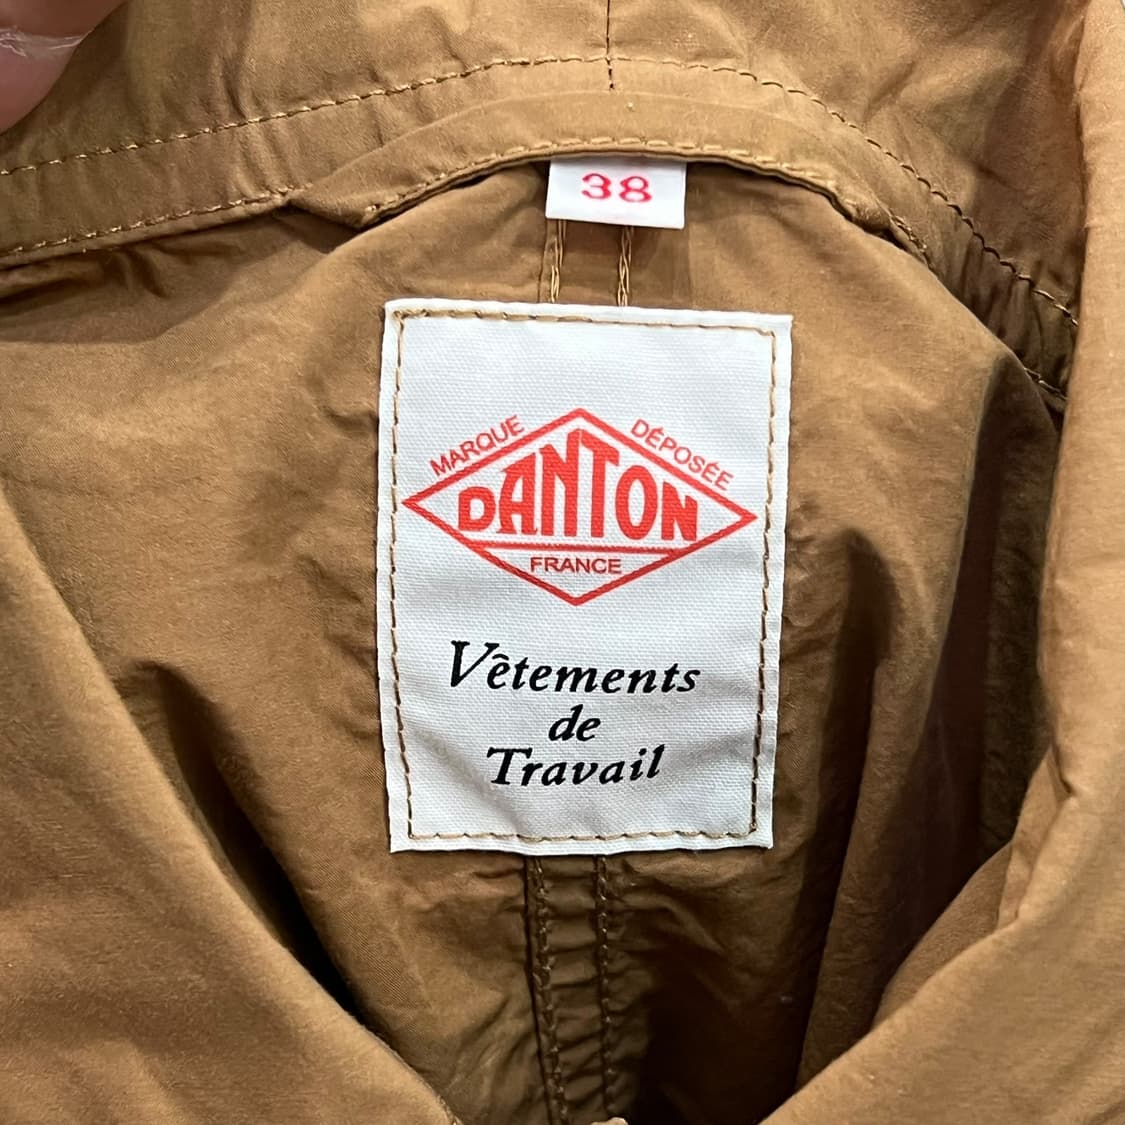 38
MARQUE DÉPOSÉE
DANTON
FRANCE
Vêtements
de
Travail